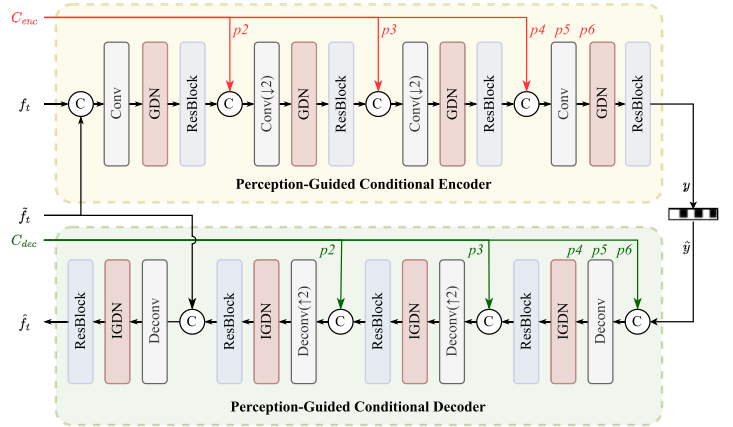 C_enc
p2
p3
p4 p5 p6
f_t
C
Conv
GDN
ResBlock
C
Conv(↓2)
GDN
ResBlock
C
Conv(↓2)
GDN
ResBlock
C
Conv
GDN
ResBlock
Perception-Guided Conditional Encoder
y
f̃_t
C_dec
ŷ
p2
p3
p4 p5 p6
f̂_t
ResBlock
IGDN
Deconv
C
ResBlock
IGDN
Deconv(↑2)
C
ResBlock
IGDN
Deconv(↑2)
C
ResBlock
IGDN
Deconv
C
Perception-Guided Conditional Decoder